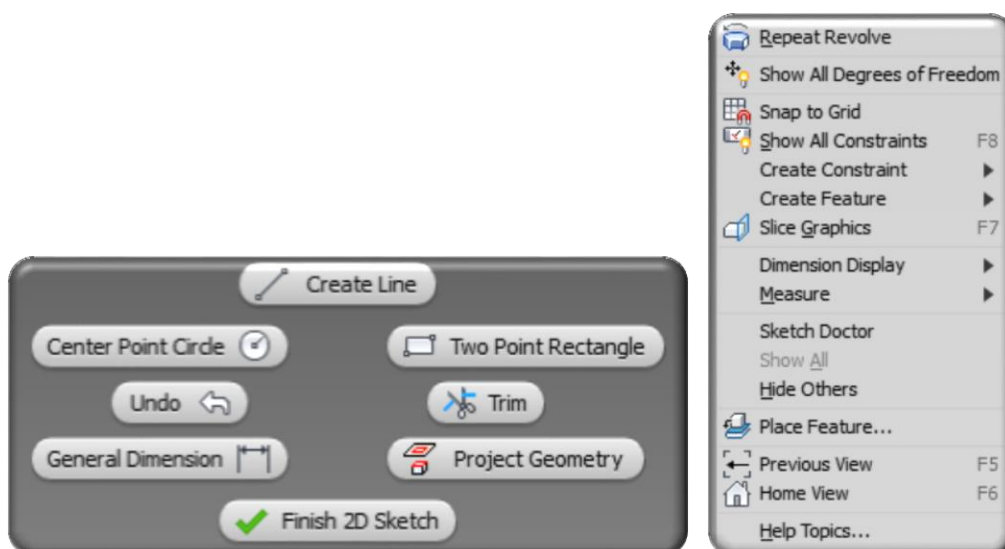 Create Line
Center Point Circle
Two Point Rectangle
Undo
Trim
General Dimension
Project Geometry
Finish 2D Sketch
Repeat Revolve
Show All Degrees of Freedom
Snap to Grid
Show All Constraints F8
Create Constraint
Create Feature
Slice Graphics F7
Dimension Display
Measure
Sketch Doctor
Show All
Hide Others
Place Feature...
Previous View F5
Home View F6
Help Topics...